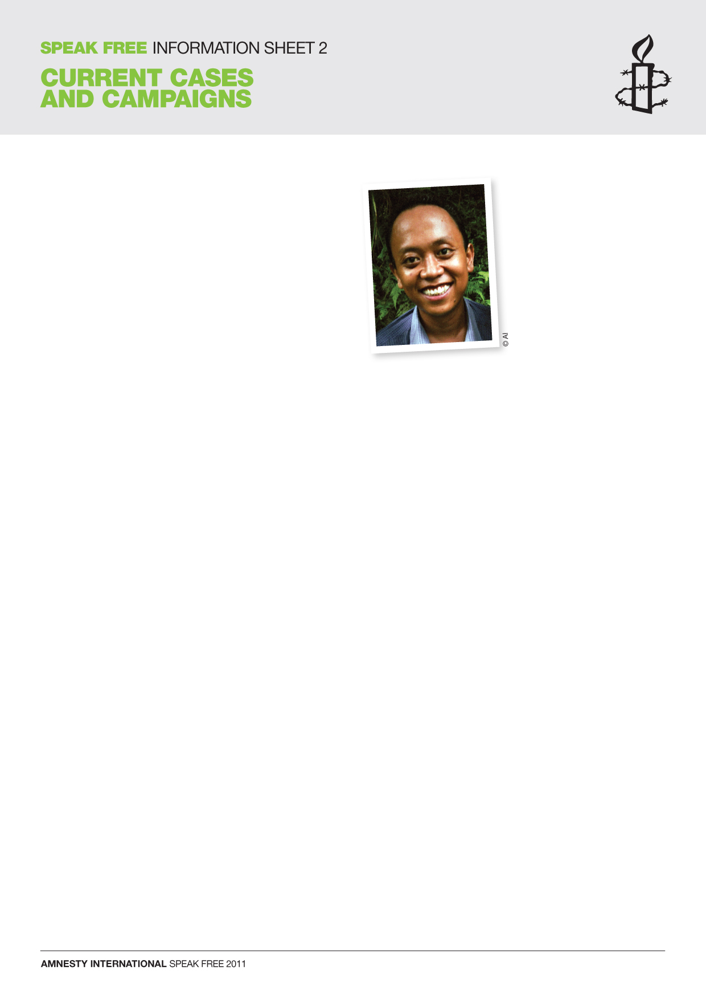 SPEAK FREE INFORMATION SHEET 2
CURRENT CASES
AND CAMPAIGNS
© AI
AMNESTY INTERNATIONAL SPEAK FREE 2011